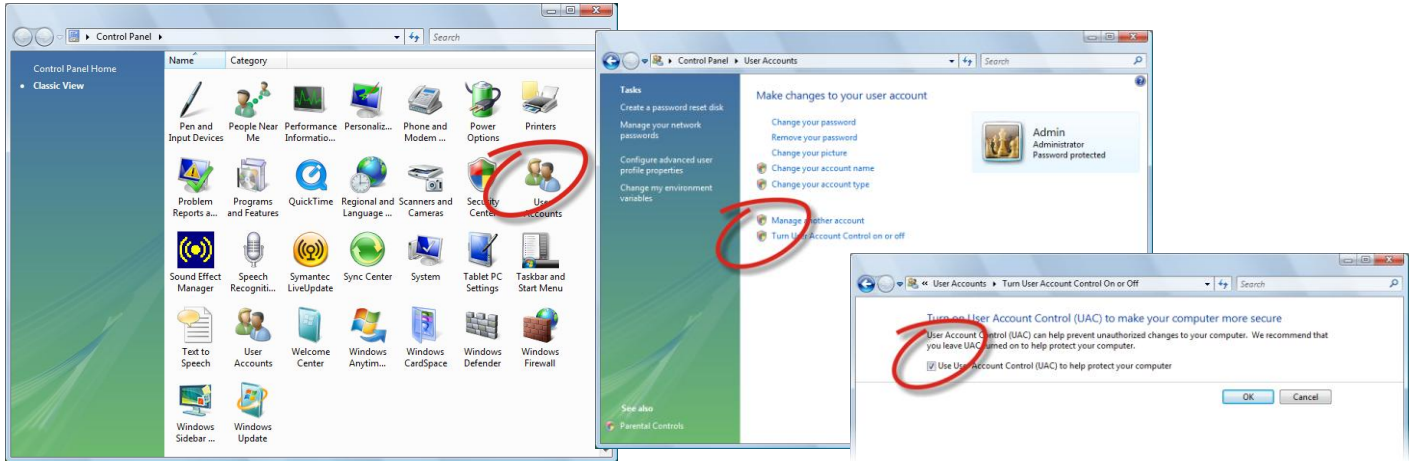 Control Panel
Search
Control Panel Home
Classic View
Name Category
Pen and Input Devices
People Near Me
Performance Informatio...
Personaliz...
Phone and Modem ...
Power Options
Printers
Problem Reports a...
Programs and Features
QuickTime
Regional and Language ...
Scanners and Cameras
Security Center
User Accounts
Sound Effect Manager
Speech Recogniti...
Symantec LiveUpdate
Sync Center
System
Tablet PC Settings
Taskbar and Start Menu
Text to Speech
User Accounts
Welcome Center
Windows Anytim...
Windows CardSpace
Windows Defender
Windows Firewall
Windows Sidebar ...
Windows Update
Control Panel User Accounts
Search
Tasks
Create a password reset disk
Manage your network
passwords
Configure advanced user
profile properties
Change my environment
variables
See also
Parental Controls
Make changes to your user account
Change your password
Remove your password
Change your picture
Change your account name
Change your account type
Manage another account
Turn User Account Control on or off
Admin
Administrator
Password protected
« User Accounts Turn User Account Control On or Off
Search
Turn on User Account Control (UAC) to make your computer more secure
User Account Control (UAC) can help prevent unauthorized changes to your computer. We recommend that
you leave UAC turned on to help protect your computer.
Use User Account Control (UAC) to help protect your computer
OK Cancel